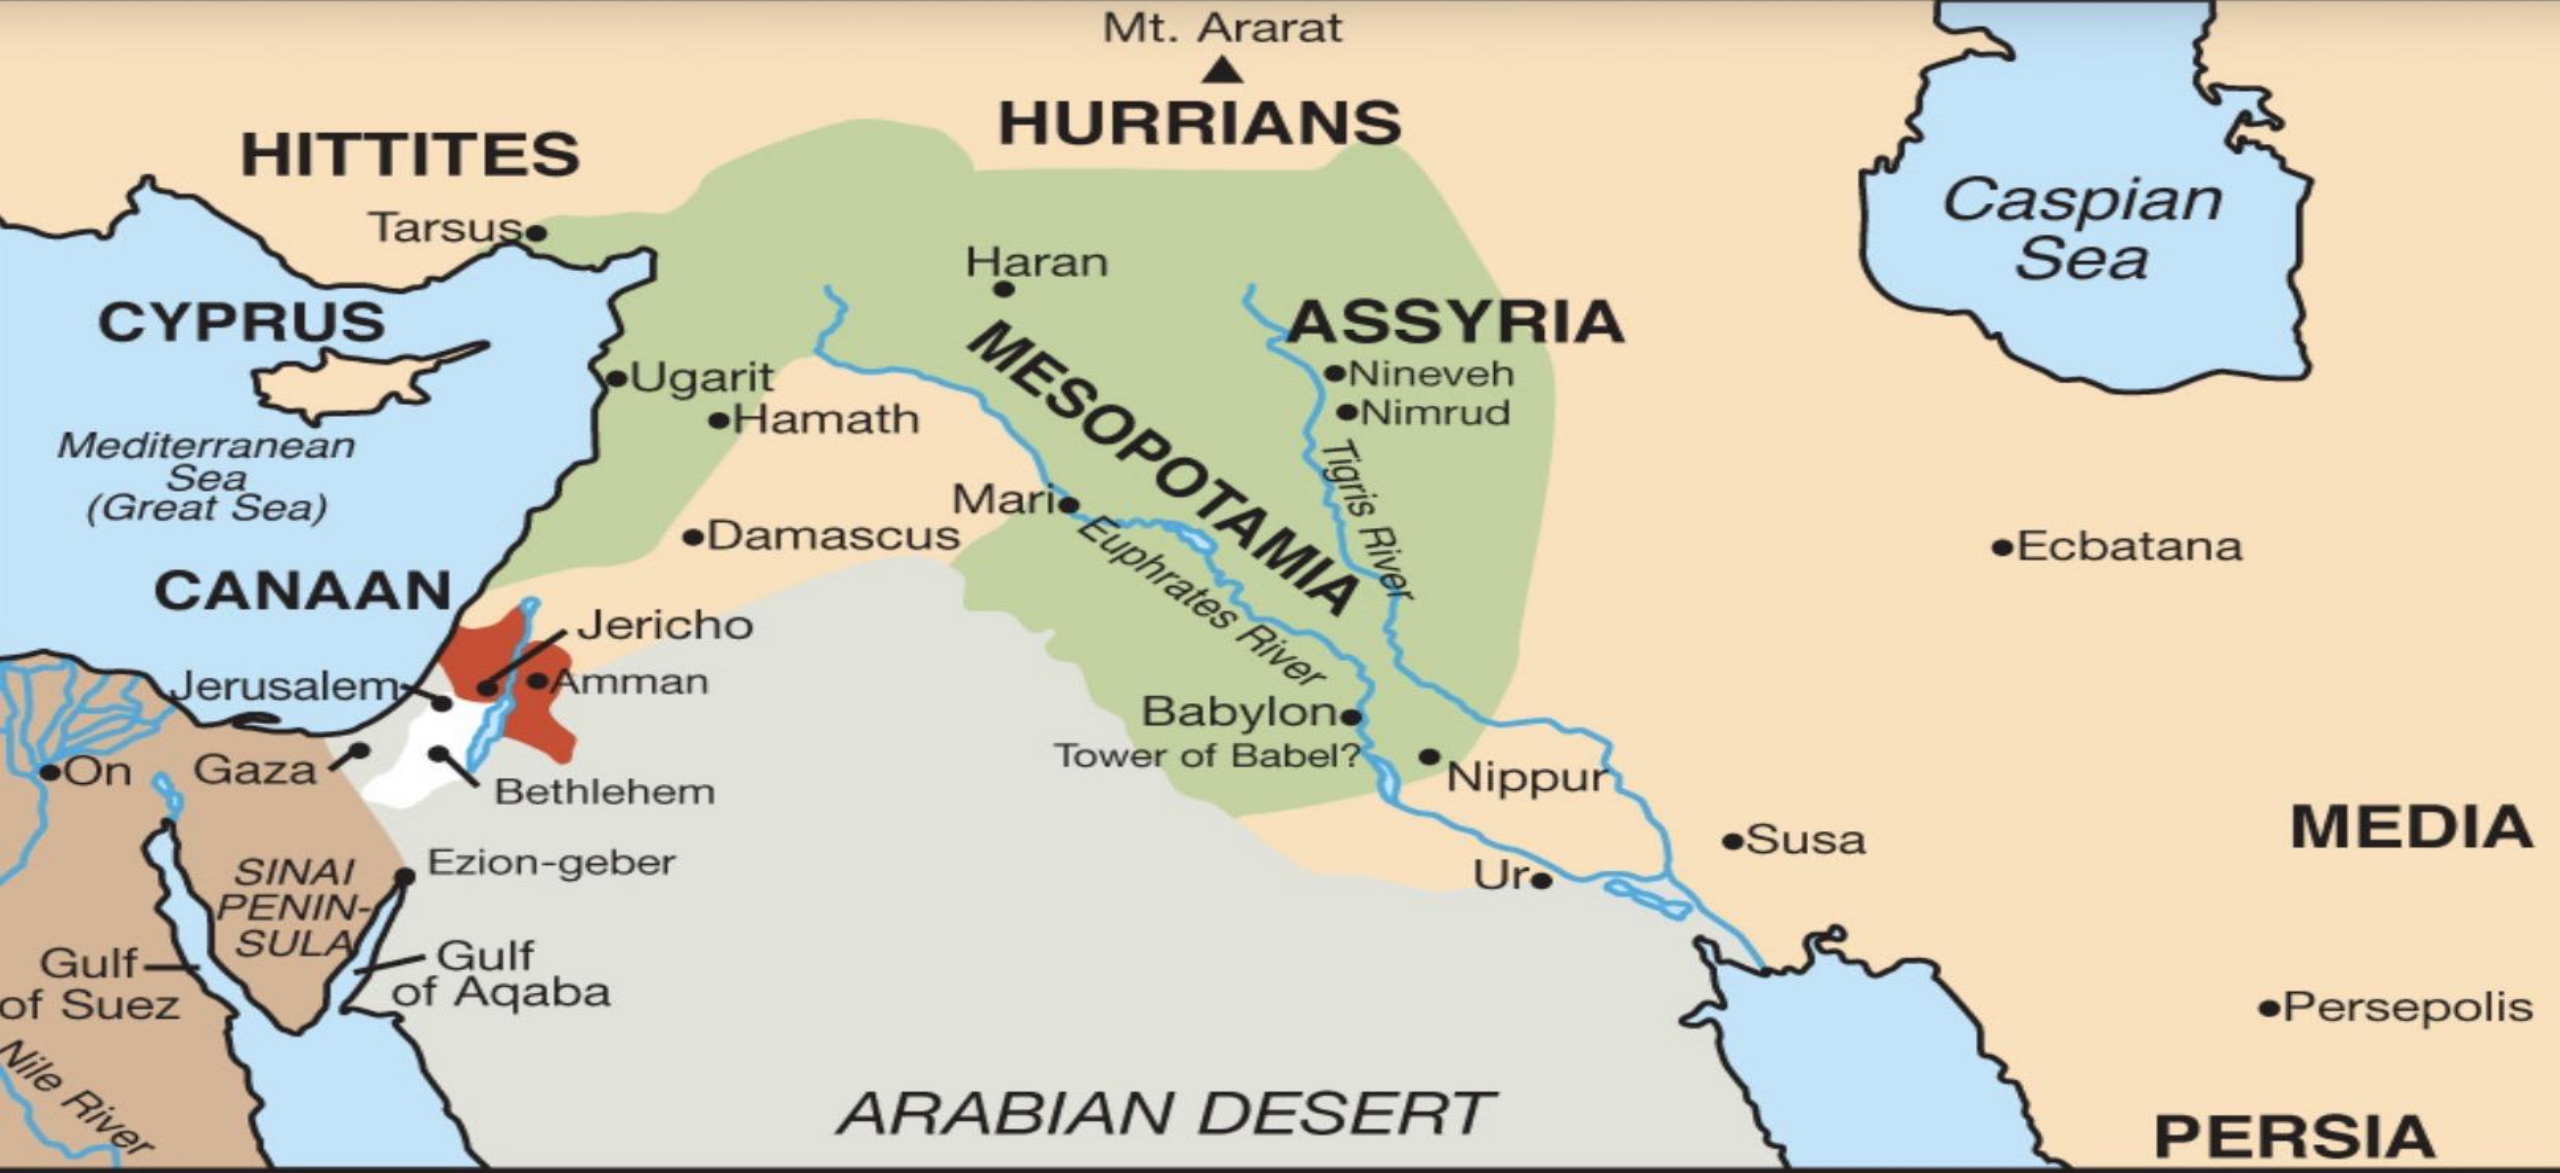 Mt. Ararat
HURRIANS
HITTITES
Tarsus
Caspian
Sea
Haran
CYPRUS
ASSYRIA
MESOPOTAMIA
Ugarit
Nineveh
Hamath
Nimrud
Mediterranean
Sea
(Great Sea)
Tigris River
Mari
Damascus
Euphrates River
Ecbatana
CANAAN
Jericho
Jerusalem
Amman
Babylon
Tower of Babel?
On
Gaza
Nippur
Bethlehem
MEDIA
Susa
Ezion-geber
Ur
SINAI
PENIN-
SULA
Gulf
of Suez
Gulf
of Aqaba
Persepolis
Nile River
ARABIAN DESERT
PERSIA